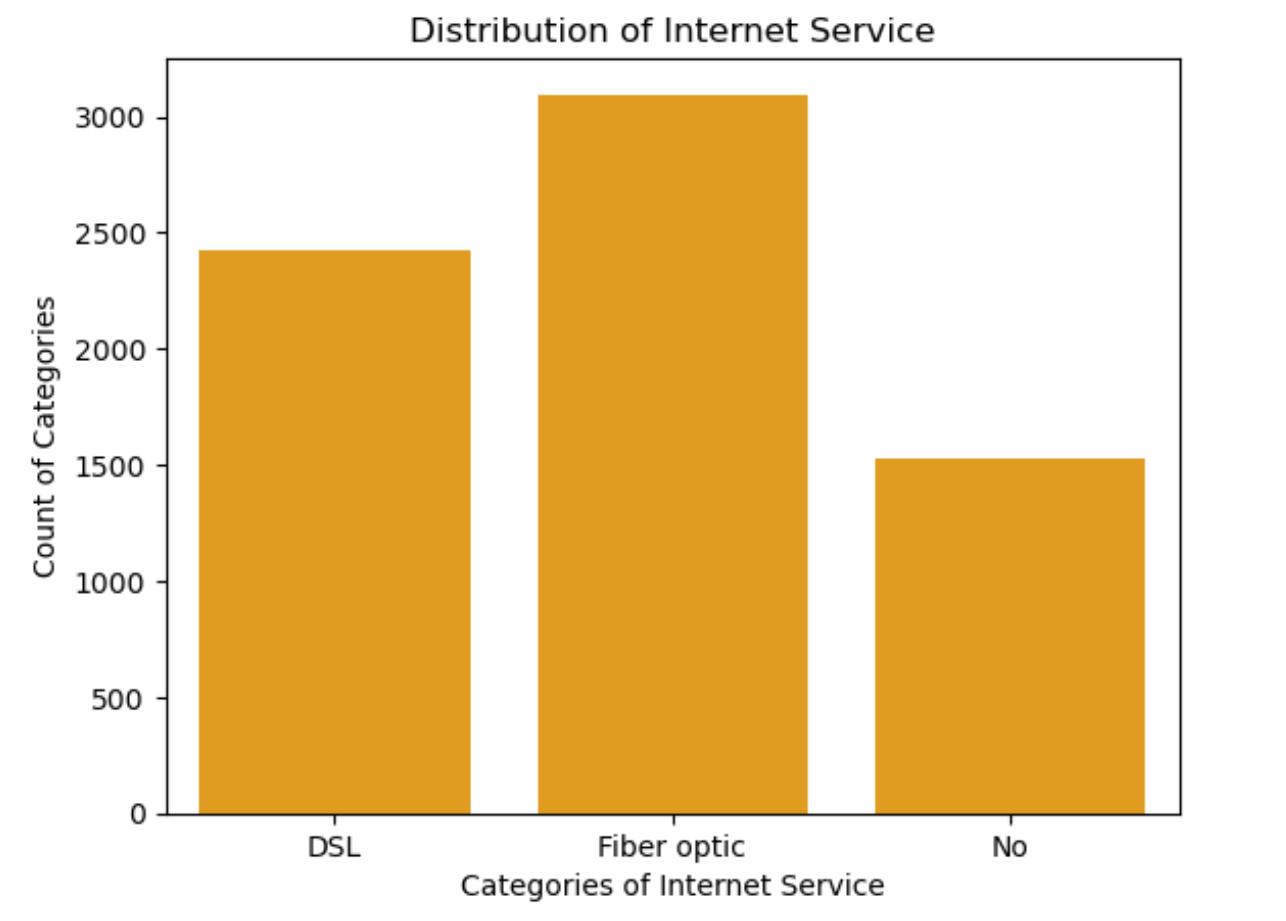 Distribution of Internet Service
3000
2500
2000
1500
1000
500
0
Count of Categories
DSL
Fiber optic
No
Categories of Internet Service